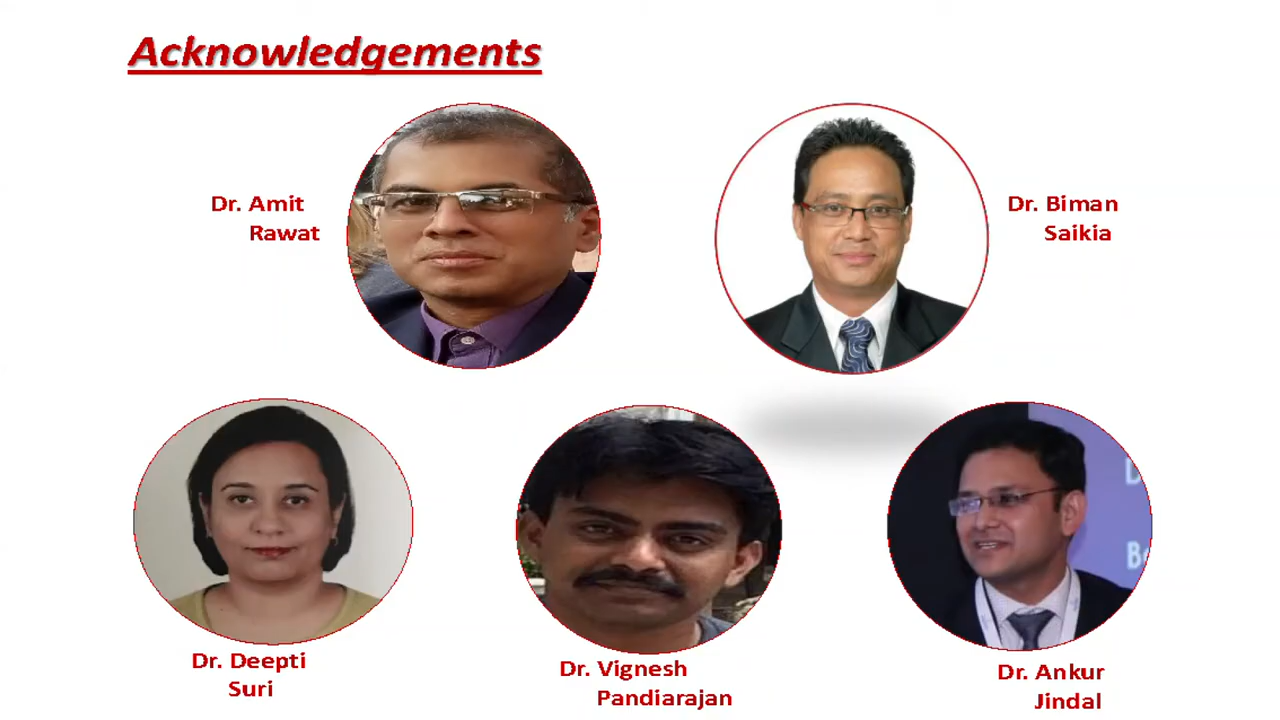 Acknowledgements
Dr. Amit
Rawat
Dr. Biman
Saikia
Dr. Deepti
Suri
Dr. Vignesh
Pandiarajan
Dr. Ankur
Jindal